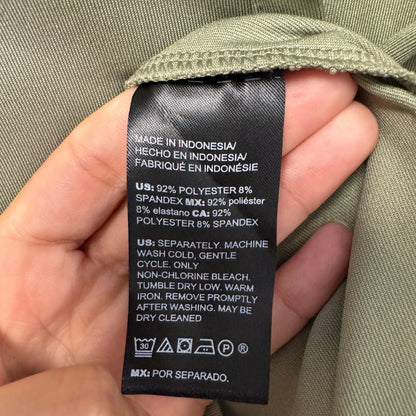 MADE IN INDONESIA/
HECHO EN INDONESIA/
FABRIQUÉ EN INDONÉSIE
US: 92% POLYESTER 8%
SPANDEX MX: 92% poliéster
8% elastano CA: 92%
POLYESTER 8% SPANDEX
US: SEPARATELY. MACHINE
WASH COLD, GENTLE
CYCLE. ONLY
NON-CHLORINE BLEACH.
TUMBLE DRY LOW. WARM
IRON. REMOVE PROMPTLY
AFTER WASHING. MAY BE
DRY CLEANED
30 P ®
MX: POR SEPARADO.